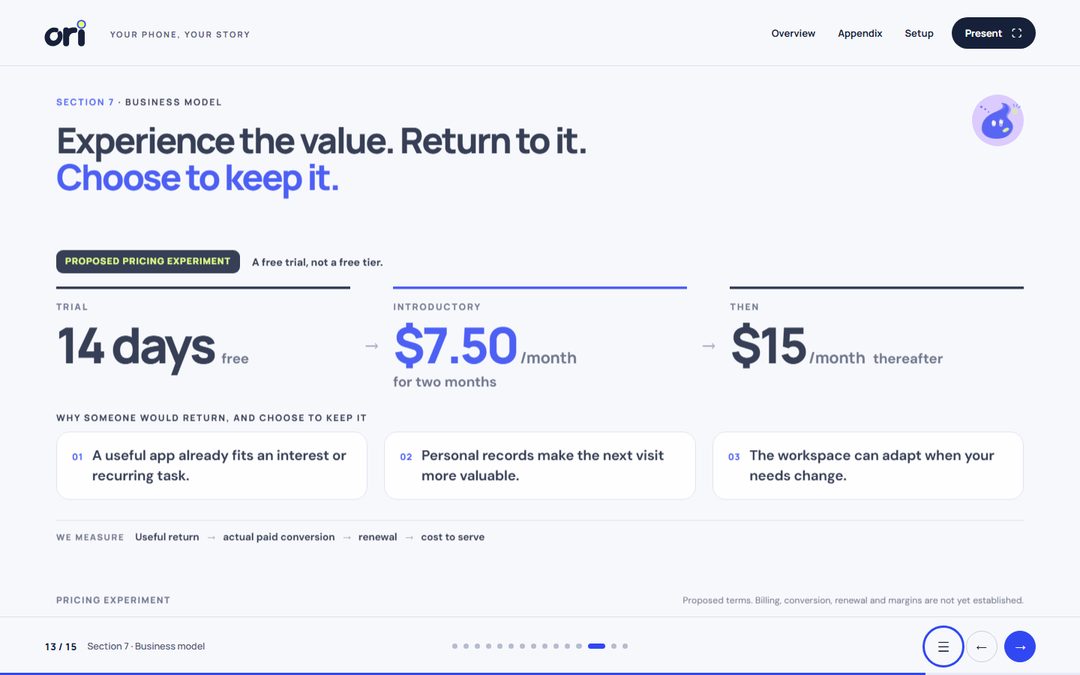 ori
YOUR PHONE, YOUR STORY
Overview
Appendix
Setup
Present
SECTION 7 · BUSINESS MODEL
Experience the value. Return to it.
Choose to keep it.
PROPOSED PRICING EXPERIMENT
A free trial, not a free tier.
TRIAL
14 days free
→
INTRODUCTORY
$7.50 /month
for two months
→
THEN
$15 /month thereafter
WHY SOMEONE WOULD RETURN, AND CHOOSE TO KEEP IT
01 A useful app already fits an interest or
recurring task.
02 Personal records make the next visit
more valuable.
03 The workspace can adapt when your
needs change.
WE MEASURE Useful return → actual paid conversion → renewal → cost to serve
PRICING EXPERIMENT
Proposed terms. Billing, conversion, renewal and margins are not yet established.
13 / 15 Section 7 · Business model
← →